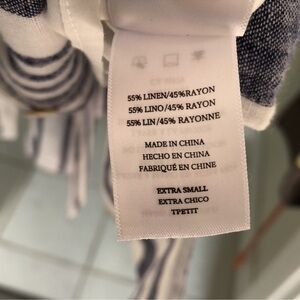 55% LINEN/45%RAYON
55% LINO/45% RAYON
55% LIN/45% RAYONNE
MADE IN CHINA
HECHO EN CHINA
FABRIQUÉ EN CHINE
EXTRA SMALL
EXTRA CHICO
TPETIT